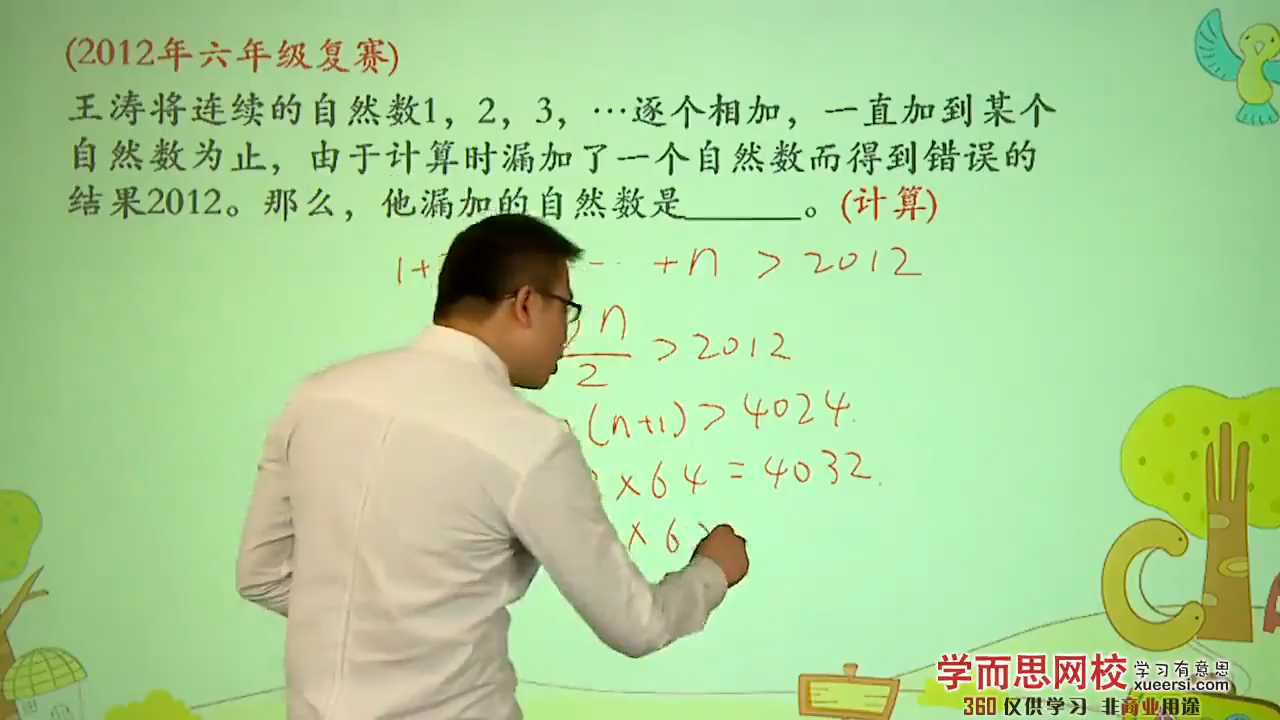 (2012年六年级复赛)
王涛将连续的自然数1，2，3，…逐个相加，一直加到某个
自然数为止，由于计算时漏加了一个自然数而得到错误的
结果2012。那么，他漏加的自然数是______。(计算)
1+ … +n > 2012
n
2 > 2012
(n+1) > 4024.
×64 = 4032.
×6
学而思网校 学习有意思
xueersi.com
360 仅供学习 非商业用途